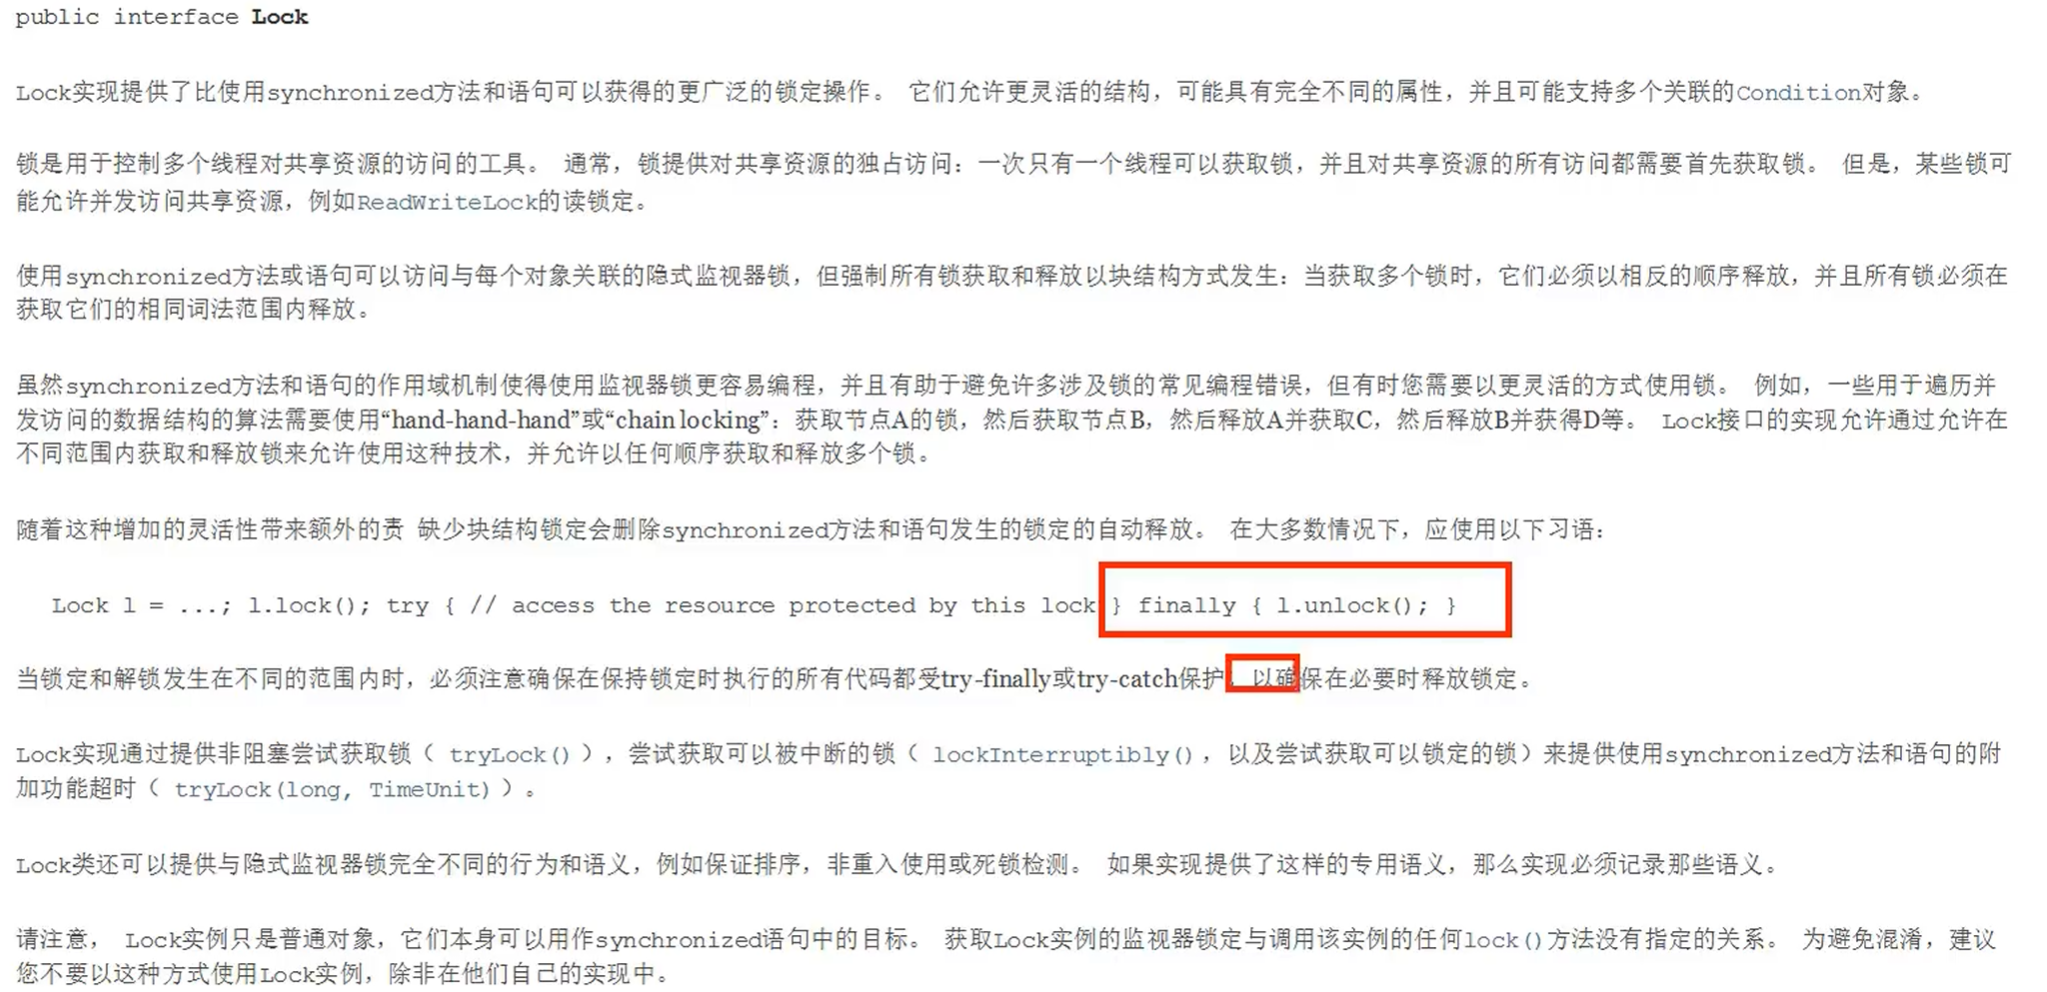 public interface Lock
Lock实现提供了比使用synchronized方法和语句可以获得的更广泛的锁定操作。 它们允许更灵活的结构，可能具有完全不同的属性，并且可能支持多个关联的Condition对象。
锁是用于控制多个线程对共享资源的访问的工具。 通常，锁提供对共享资源的独占访问：一次只有一个线程可以获取锁，并且对共享资源的所有访问都需要首先获取锁。 但是，某些锁可
能允许并发访问共享资源，例如ReadWriteLock的读锁定。
使用synchronized方法或语句可以访问与每个对象关联的隐式监视器锁，但强制所有锁获取和释放以块结构方式发生：当获取多个锁时，它们必须以相反的顺序释放，并且所有锁必须在
获取它们的相同词法范围内释放。
虽然synchronized方法和语句的作用域机制使得使用监视器锁更容易编程，并且有助于避免许多涉及锁的常见编程错误，但有时您需要以更灵活的方式使用锁。 例如，一些用于遍历并
发访问的数据结构的算法需要使用“hand-hand-hand”或“chain locking”：获取节点A的锁，然后获取节点B，然后释放A并获取C，然后释放B并获得D等。 Lock接口的实现允许通过允许在
不同范围内获取和释放锁来允许使用这种技术，并允许以任何顺序获取和释放多个锁。
随着这种增加的灵活性带来额外的责 缺少块结构锁定会删除synchronized方法和语句发生的锁定的自动释放。 在大多数情况下，应使用以下习语：
Lock l = ...; l.lock(); try { // access the resource protected by this lock } finally { l.unlock(); }
当锁定和解锁发生在不同的范围内时，必须注意确保在保持锁定时执行的所有代码都受try-finally或try-catch保护，以确保在必要时释放锁定。
Lock实现通过提供非阻塞尝试获取锁（ tryLock() ），尝试获取可以被中断的锁（ lockInterruptibly() ，以及尝试获取可以锁定的锁）来提供使用synchronized方法和语句的附
加功能超时（ tryLock(long, TimeUnit) ）。
Lock类还可以提供与隐式监视器锁完全不同的行为和语义，例如保证排序，非重入使用或死锁检测。 如果实现提供了这样的专用语义，那么实现必须记录那些语义。
请注意， Lock实例只是普通对象，它们本身可以用作synchronized语句中的目标。 获取Lock实例的监视器锁定与调用该实例的任何lock()方法没有指定的关系。 为避免混淆，建议
您不要以这种方式使用Lock实例，除非在他们自己的实现中。